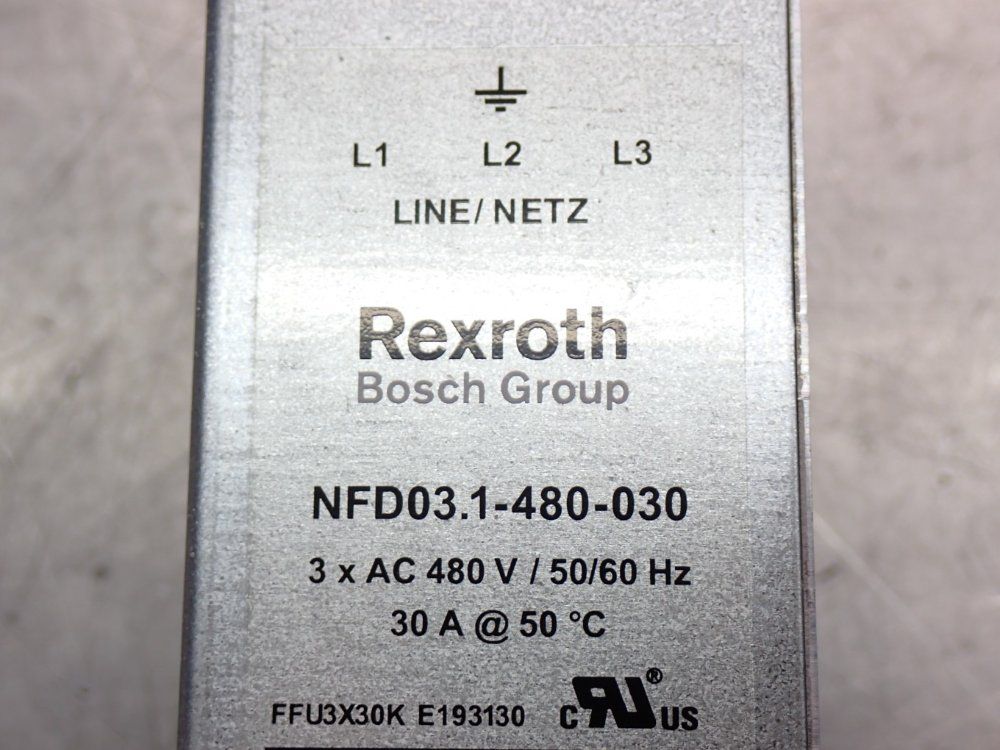 L1 L2 L3
LINE/ NETZ
Rexroth
Bosch Group
NFD03.1-480-030
3 x AC 480 V / 50/60 Hz
30 A @ 50 °C
FFU3X30K E193130 C RU ® US